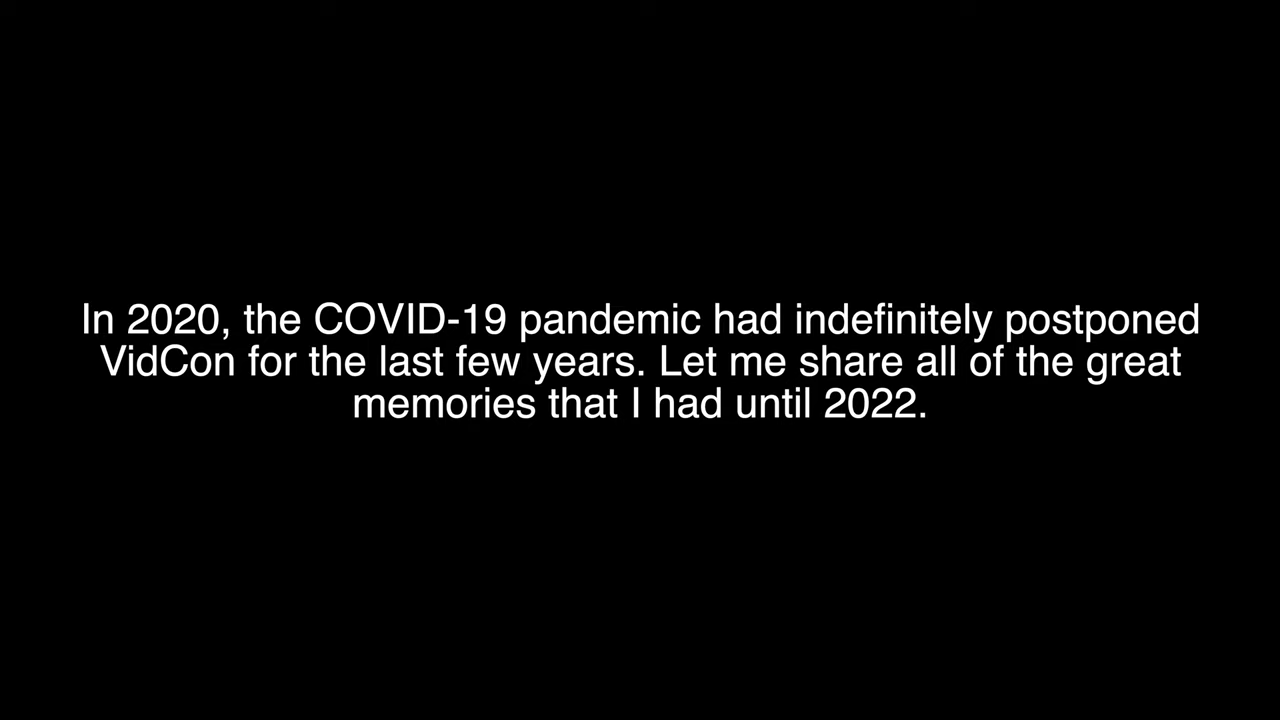 In 2020, the COVID-19 pandemic had indefinitely postponed
VidCon for the last few years. Let me share all of the great
memories that I had until 2022.